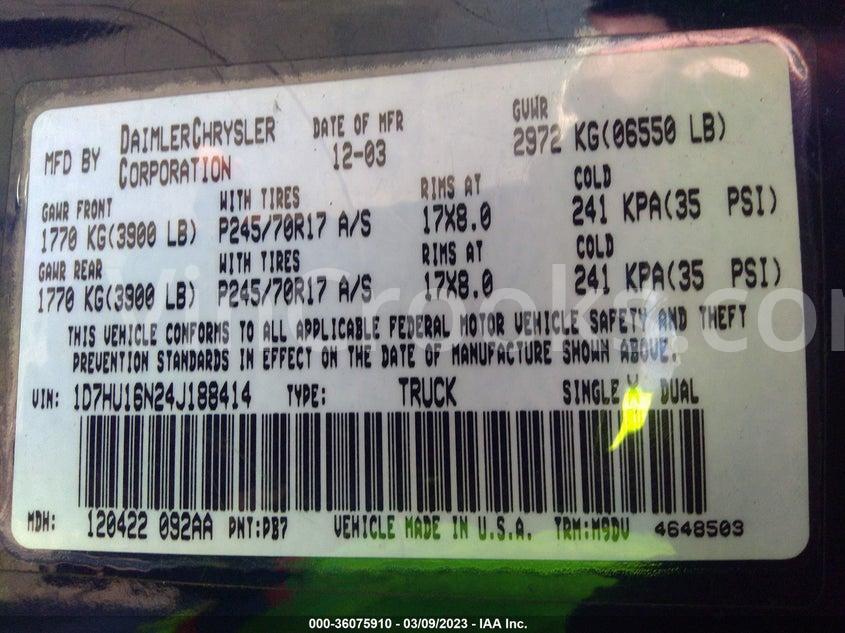 MFD BY DAIMLERCHRYSLER CORPORATION DATE OF MFR 12-03 GVWR 2972 KG(06550 LB)
GAWR FRONT WITH TIRES RIMS AT COLD
1770 KG(3900 LB) P245/70R17 A/S 17X8.0 241 KPA(35 PSI)
GAWR REAR WITH TIRES RIMS AT COLD
1770 KG(3900 LB) P245/70R17 A/S 17X8.0 241 KPA(35 PSI)
VinCrooks.co
THIS VEHICLE CONFORMS TO ALL APPLICABLE FEDERAL MOTOR VEHICLE SAFETY AND THEFT
PREVENTION STANDARDS IN EFFECT ON THE DATE OF MANUFACTURE SHOWN ABOVE.
VIN: 1D7HU16N24J188414 TYPE: TRUCK SINGLE X DUAL
MDH: 120422 092AA PNT:PB7 VEHICLE MADE IN U.S.A. TRM:M9DV 4648503
000-36075910 - 03/09/2023 - IAA Inc.